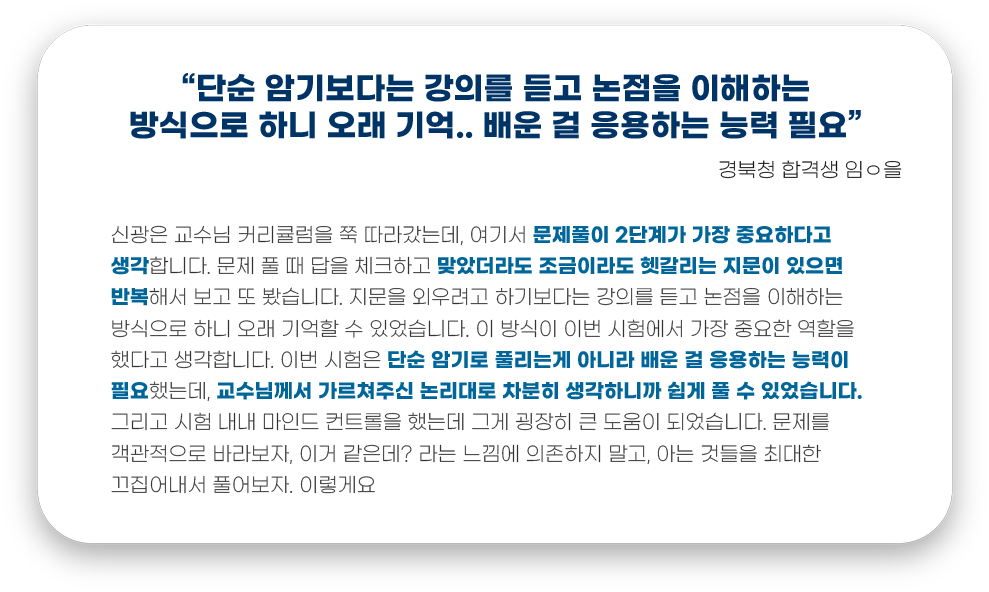 “단순 암기보다는 강의를 듣고 논점을 이해하는
방식으로 하니 오래 기억.. 배운 걸 응용하는 능력 필요”
경북청 합격생 임ㅇ을
신광은 교수님 커리큘럼을 쭉 따라갔는데, 여기서 문제풀이 2단계가 가장 중요하다고
생각합니다. 문제 풀 때 답을 체크하고 맞았더라도 조금이라도 헷갈리는 지문이 있으면
반복해서 보고 또 봤습니다. 지문을 외우려고 하기보다는 강의를 듣고 논점을 이해하는
방식으로 하니 오래 기억할 수 있었습니다. 이 방식이 이번 시험에서 가장 중요한 역할을
했다고 생각합니다. 이번 시험은 단순 암기로 풀리는게 아니라 배운 걸 응용하는 능력이
필요했는데, 교수님께서 가르쳐주신 논리대로 차분히 생각하니까 쉽게 풀 수 있었습니다.
그리고 시험 내내 마인드 컨트롤을 했는데 그게 굉장히 큰 도움이 되었습니다. 문제를
객관적으로 바라보자, 이거 같은데? 라는 느낌에 의존하지 말고, 아는 것들을 최대한
끄집어내서 풀어보자. 이렇게요